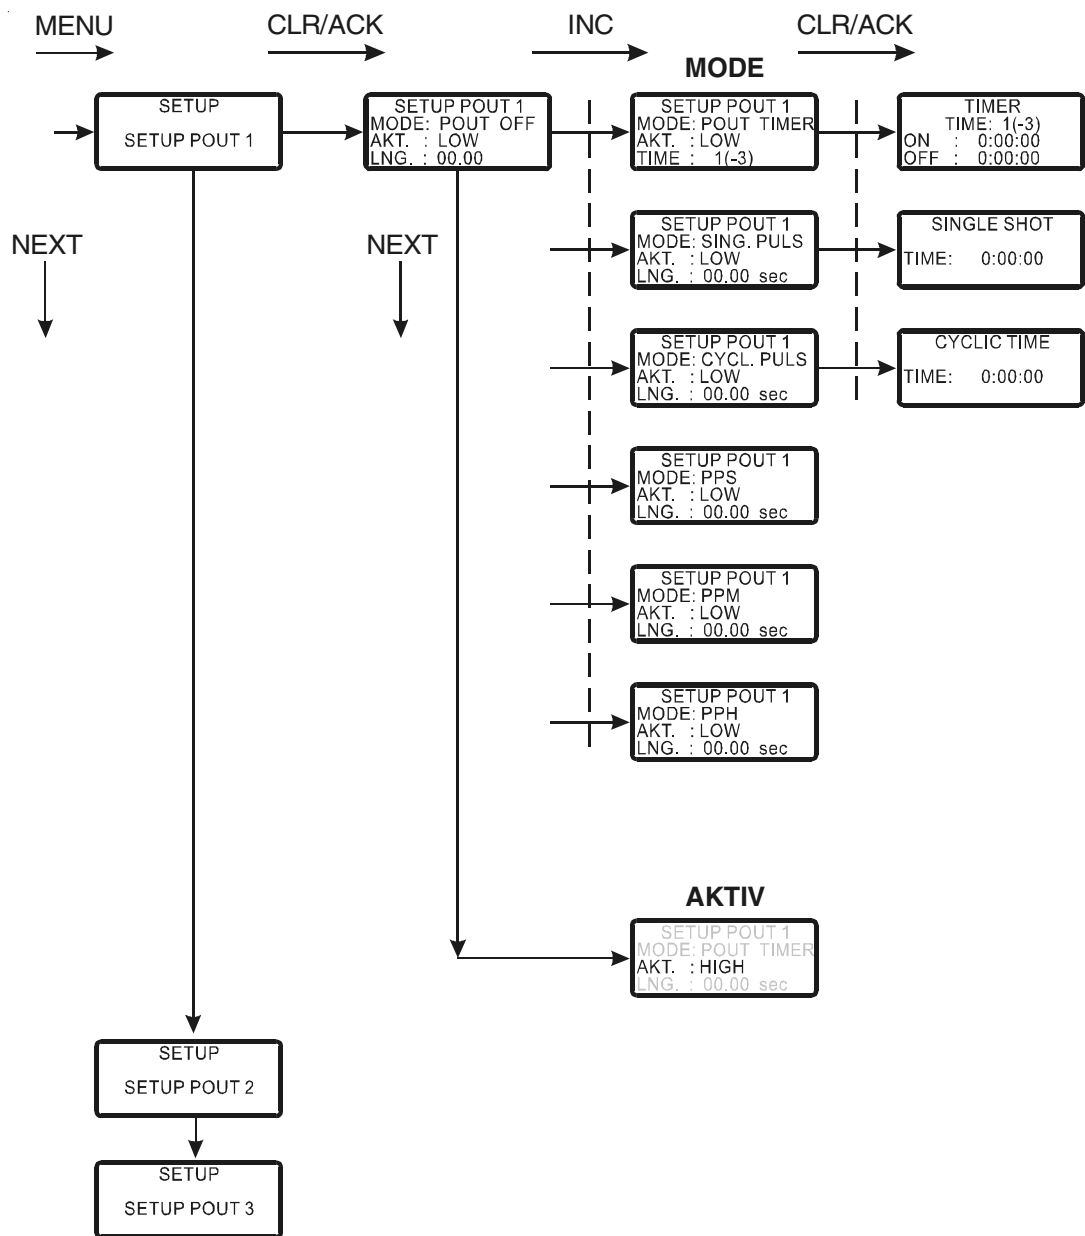 MENU
CLR/ACK
INC
CLR/ACK
MODE
SETUP
SETUP POUT 1
SETUP POUT 1
MODE: POUT OFF
AKT. : LOW
LNG. : 00.00
SETUP POUT 1
MODE: POUT TIMER
AKT. : LOW
TIME : 1(-3)
TIMER
TIME: 1(-3)
ON : 0:00:00
OFF : 0:00:00
NEXT
NEXT
SETUP POUT 1
MODE: SING. PULS
AKT. : LOW
LNG. : 00.00 sec
SINGLE SHOT
TIME: 0:00:00
SETUP POUT 1
MODE: CYCL. PULS
AKT. : LOW
LNG. : 00.00 sec
CYCLIC TIME
TIME: 0:00:00
SETUP POUT 1
MODE: PPS
AKT. : LOW
LNG. : 00.00 sec
SETUP POUT 1
MODE: PPM
AKT. : LOW
LNG. : 00.00 sec
SETUP POUT 1
MODE: PPH
AKT. : LOW
LNG. : 00.00 sec
AKTIV
SETUP POUT 1
MODE: POUT TIMER
AKT. : HIGH
LNG. : 00.00 sec
SETUP
SETUP POUT 2
SETUP
SETUP POUT 3